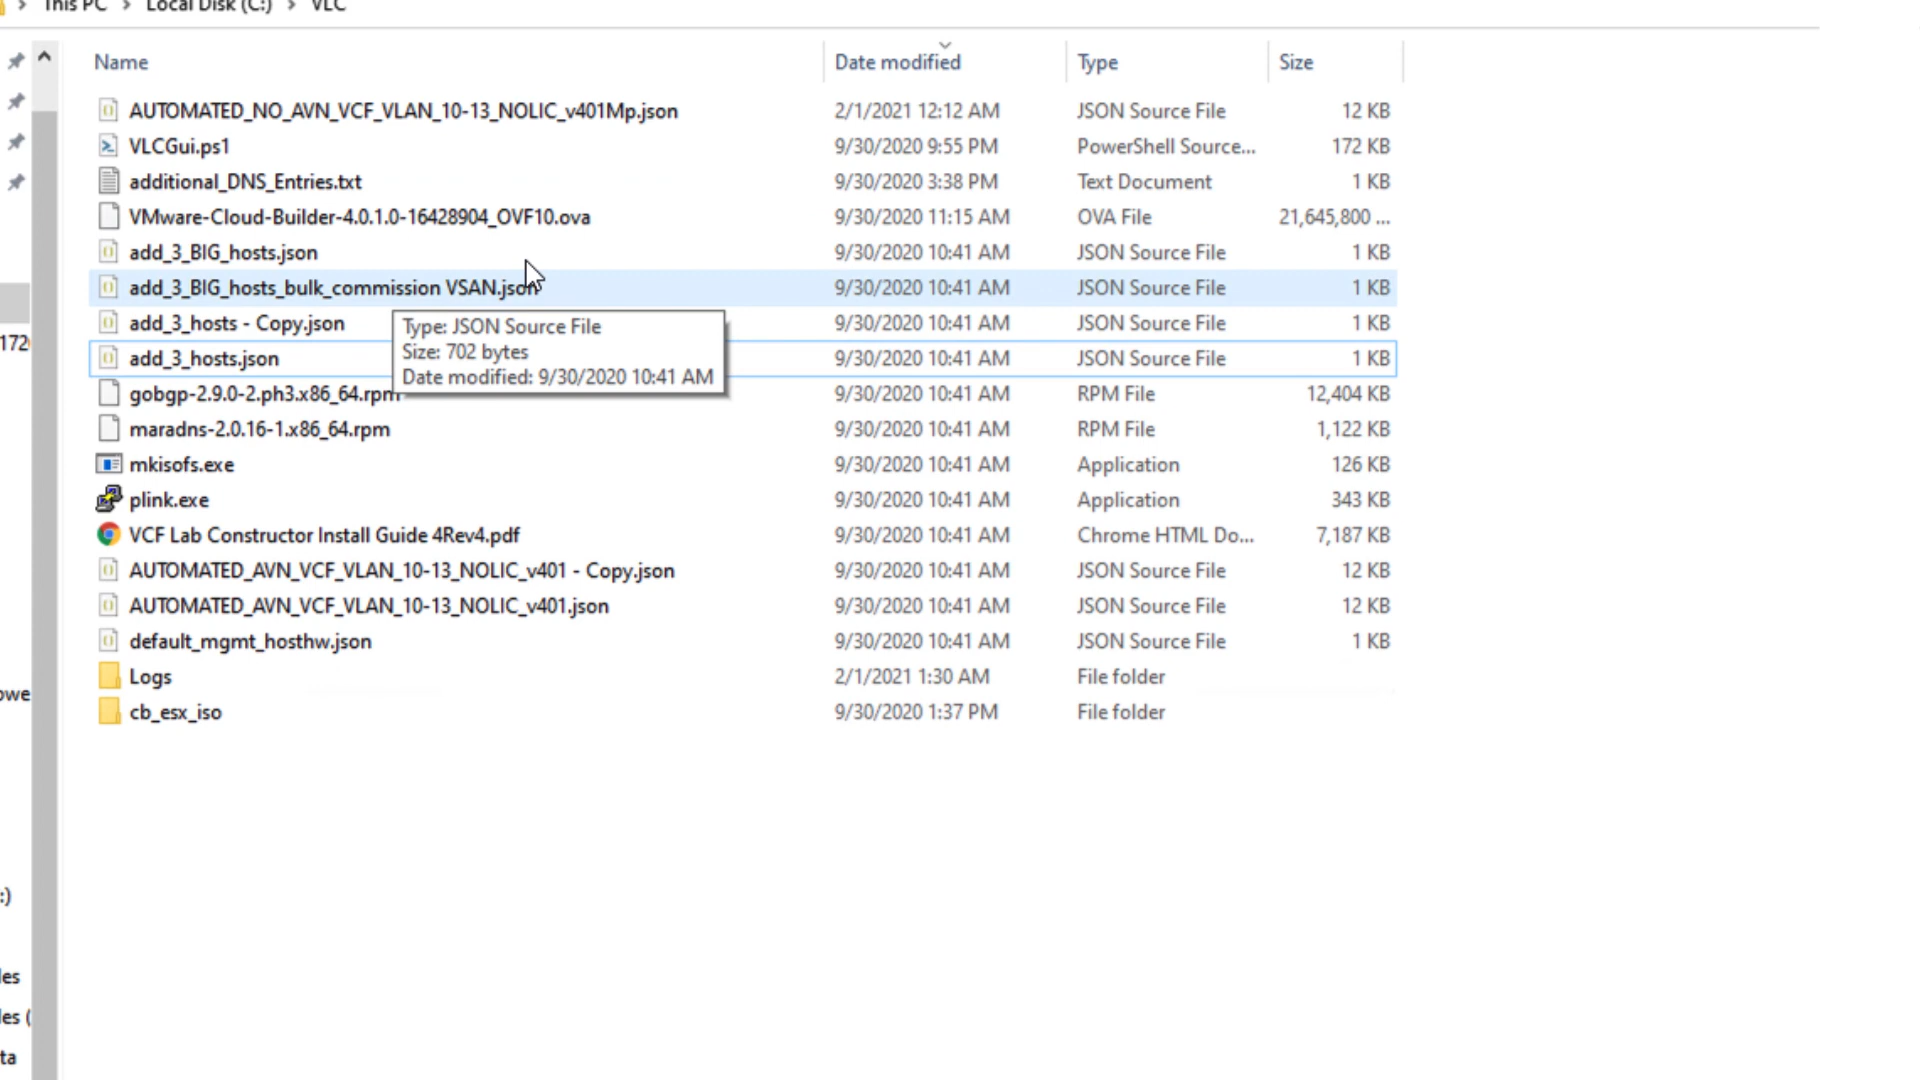 This PC > Local Disk (C:) > VLC
Name Date modified Type Size
AUTOMATED_NO_AVN_VCF_VLAN_10-13_NOLIC_v401Mp.json 2/1/2021 12:12 AM JSON Source File 12 KB
VLCGui.ps1 9/30/2020 9:55 PM PowerShell Source... 172 KB
additional_DNS_Entries.txt 9/30/2020 3:38 PM Text Document 1 KB
VMware-Cloud-Builder-4.0.1.0-16428904_OVF10.ova 9/30/2020 11:15 AM OVA File 21,645,800 ...
add_3_BIG_hosts.json 9/30/2020 10:41 AM JSON Source File 1 KB
add_3_BIG_hosts_bulk_commission VSAN.json 9/30/2020 10:41 AM JSON Source File 1 KB
add_3_hosts - Copy.json 9/30/2020 10:41 AM JSON Source File 1 KB
Type: JSON Source File
Size: 702 bytes
Date modified: 9/30/2020 10:41 AM
172
add_3_hosts.json 9/30/2020 10:41 AM JSON Source File 1 KB
gobgp-2.9.0-2.ph3.x86_64.rpm 9/30/2020 10:41 AM RPM File 12,404 KB
maradns-2.0.16-1.x86_64.rpm 9/30/2020 10:41 AM RPM File 1,122 KB
mkisofs.exe 9/30/2020 10:41 AM Application 126 KB
plink.exe 9/30/2020 10:41 AM Application 343 KB
VCF Lab Constructor Install Guide 4Rev4.pdf 9/30/2020 10:41 AM Chrome HTML Do... 7,187 KB
AUTOMATED_AVN_VCF_VLAN_10-13_NOLIC_v401 - Copy.json 9/30/2020 10:41 AM JSON Source File 12 KB
AUTOMATED_AVN_VCF_VLAN_10-13_NOLIC_v401.json 9/30/2020 10:41 AM JSON Source File 12 KB
default_mgmt_hosthw.json 9/30/2020 10:41 AM JSON Source File 1 KB
Logs 2/1/2021 1:30 AM File folder
owe
cb_esx_iso 9/30/2020 1:37 PM File folder
:)
les
les (
ta